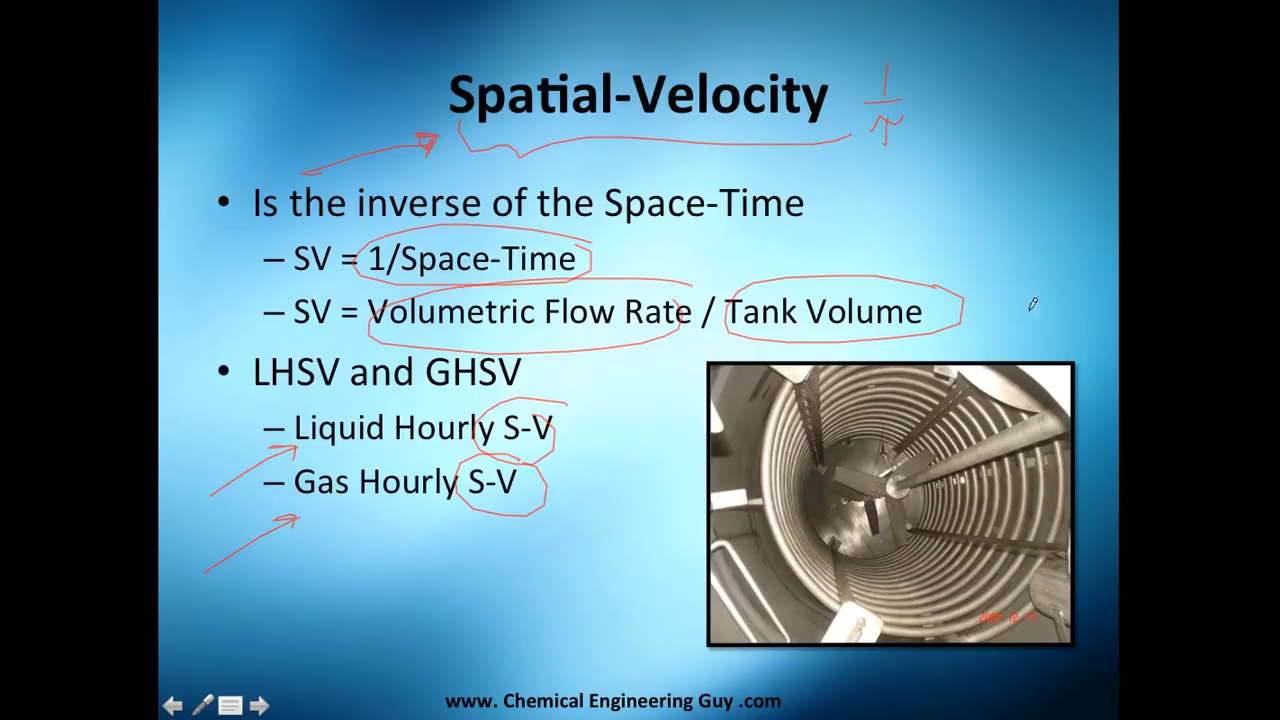 Spatial-Velocity
1/τ
• Is the inverse of the Space-Time
– SV = 1/Space-Time
– SV = Volumetric Flow Rate / Tank Volume
• LHSV and GHSV
– Liquid Hourly S-V
– Gas Hourly S-V
www. Chemical Engineering Guy .com